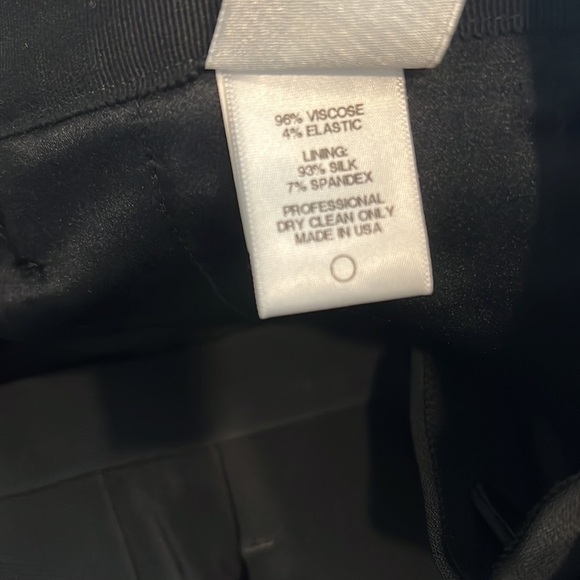 96% VISCOSE
4% ELASTIC
LINING:
93% SILK
7% SPANDEX
PROFESSIONAL
DRY CLEAN ONLY
MADE IN USA